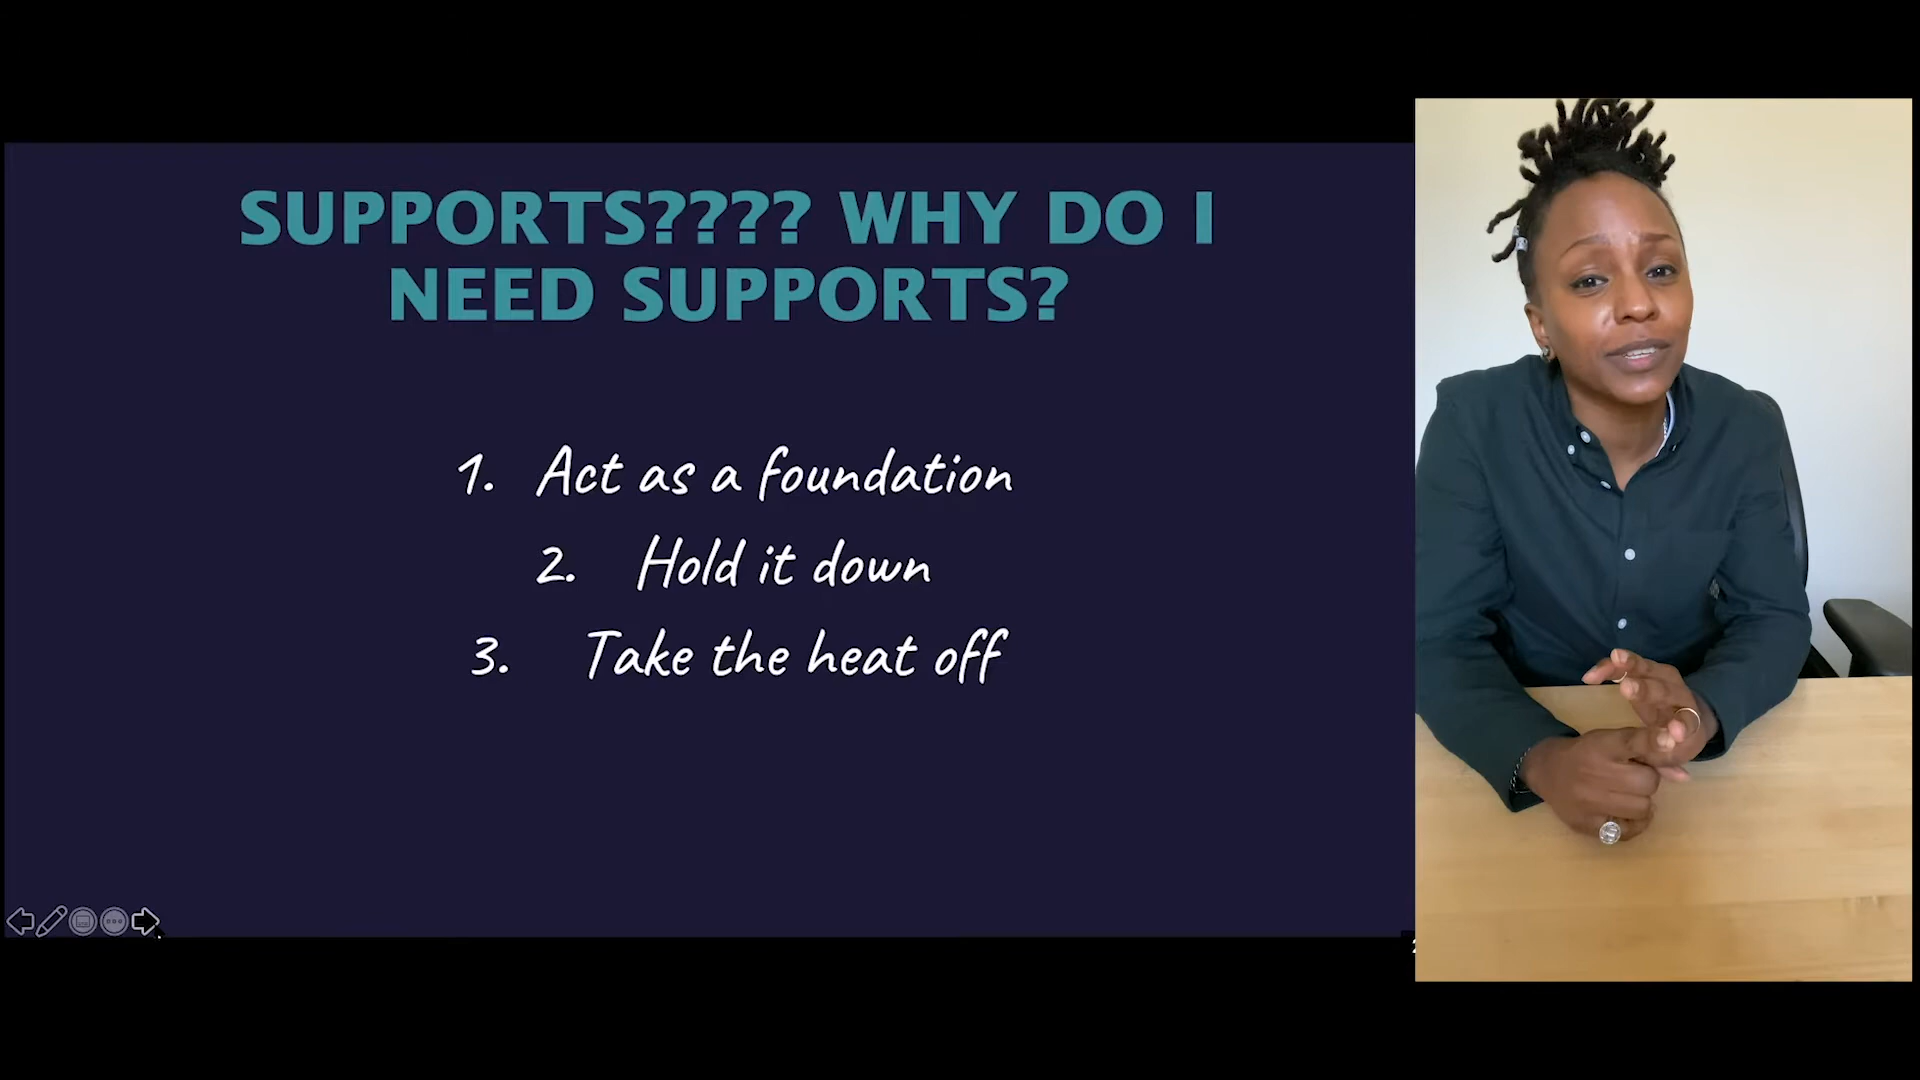 SUPPORTS???? WHY DO I
NEED SUPPORTS?
1. Act as a foundation
2. Hold it down
3. Take the heat off